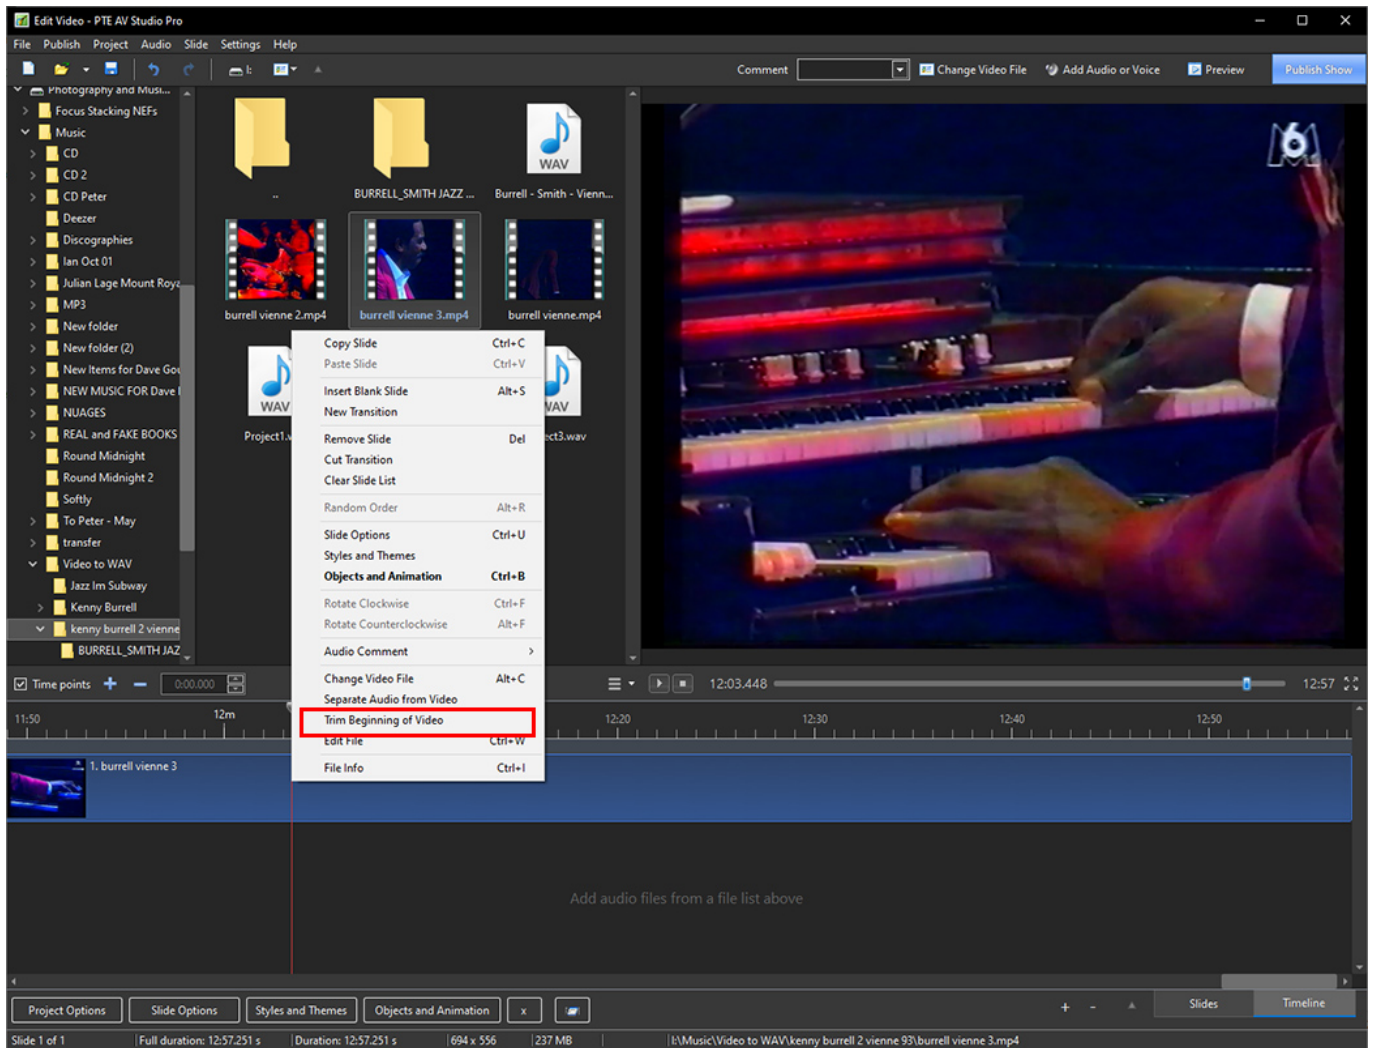 Edit Video - PTE AV Studio Pro
File Publish Project Audio Slide Settings Help
I:
Comment
Change Video File
Add Audio or Voice
Preview
Publish Show
Photography and Musi...
Focus Stacking NEFs
Music
CD
CD 2
CD Peter
Deezer
Discographies
Ian Oct 01
Julian Lage Mount Roya
MP3
New folder
New folder (2)
New Items for Dave Gou
NEW MUSIC FOR Dave
NUAGES
REAL and FAKE BOOKS
Round Midnight
Round Midnight 2
Softly
To Peter - May
transfer
Video to WAV
Jazz Im Subway
Kenny Burrell
kenny burrell 2 vienne
BURRELL_SMITH JAZ
WAV
..
BURRELL_SMITH JAZZ ...
Burrell - Smith - Vienn...
burrell vienne 2.mp4
burrell vienne 3.mp4
burrell vienne.mp4
WAV
WAV
Project1.w
ect3.wav
M6
Copy Slide Ctrl+C
Paste Slide Ctrl+V
Insert Blank Slide Alt+S
New Transition
Remove Slide Del
Cut Transition
Clear Slide List
Random Order Alt+R
Slide Options Ctrl+U
Styles and Themes
Objects and Animation Ctrl+B
Rotate Clockwise Ctrl+F
Rotate Counterclockwise Alt+F
Audio Comment
Change Video File Alt+C
Separate Audio from Video
Trim Beginning of Video
Edit File Ctrl+W
File Info Ctrl+I
Time points
0:00.000
12:03.448
12:57
11:50
12m
12:20
12:30
12:40
12:50
1. burrell vienne 3
Add audio files from a file list above
Project Options
Slide Options
Styles and Themes
Objects and Animation
x
+
-
Slides
Timeline
Slide 1 of 1
Full duration: 12:57.251 s
Duration: 12:57.251 s
694 x 556
237 MB
I:\Music\Video to WAV\kenny burrell 2 vienne 93\burrell vienne 3.mp4